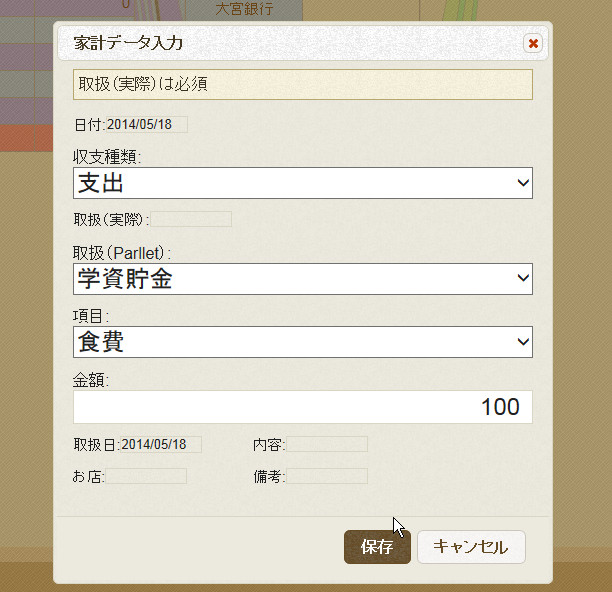 0
大宮銀行
家計データ入力
取扱(実際)は必須
日付:2014/05/18
収支種類:
支出
取扱(実際):
取扱(Parllet):
学資貯金
項目:
食費
金額:
100
取扱日:2014/05/18 内容:
お店: 備考:
保存 キャンセル